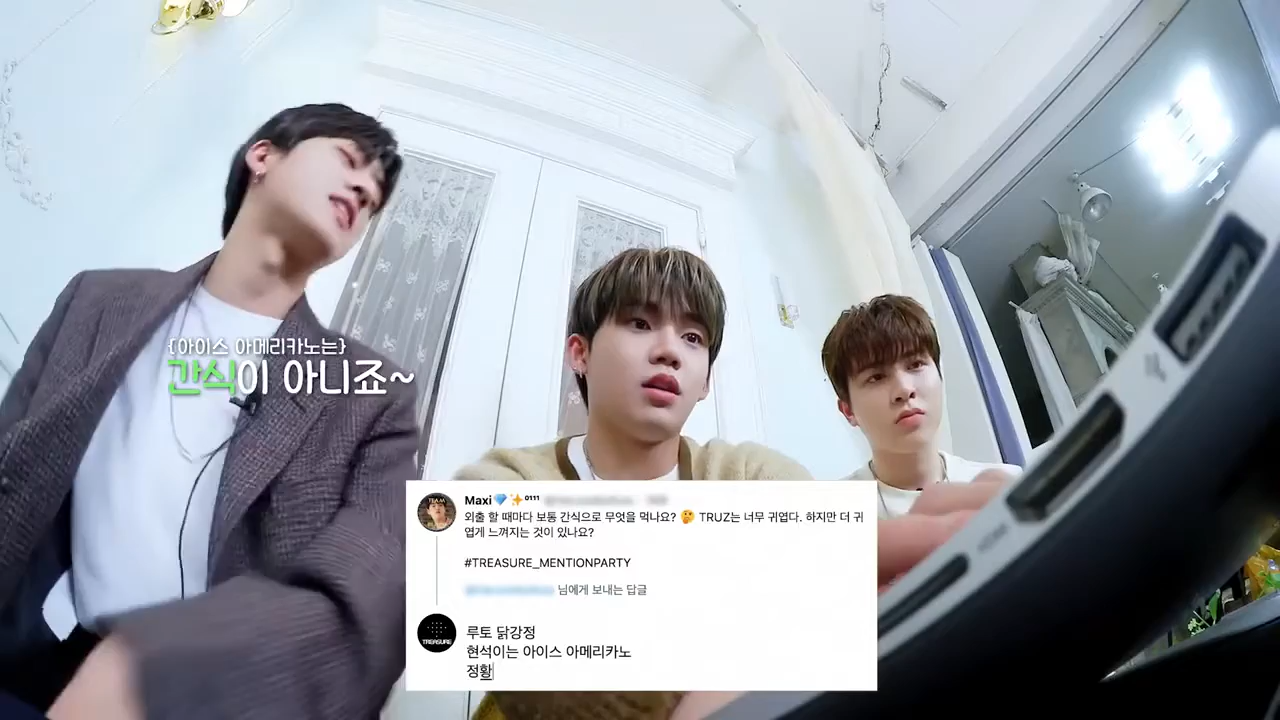 {아이스 아메리카노는}
간식이 아니죠~
Maxi💎✨⁰¹¹¹
외출 할 때마다 보통 간식으로 무엇을 먹나요? 🤔 TRUZ는 너무 귀엽다. 하지만 더 귀
엽게 느껴지는 것이 있나요?
#TREASURE_MENTIONPARTY
님에게 보내는 답글
TREASURE
루토 닭강정
현석이는 아이스 아메리카노
정황